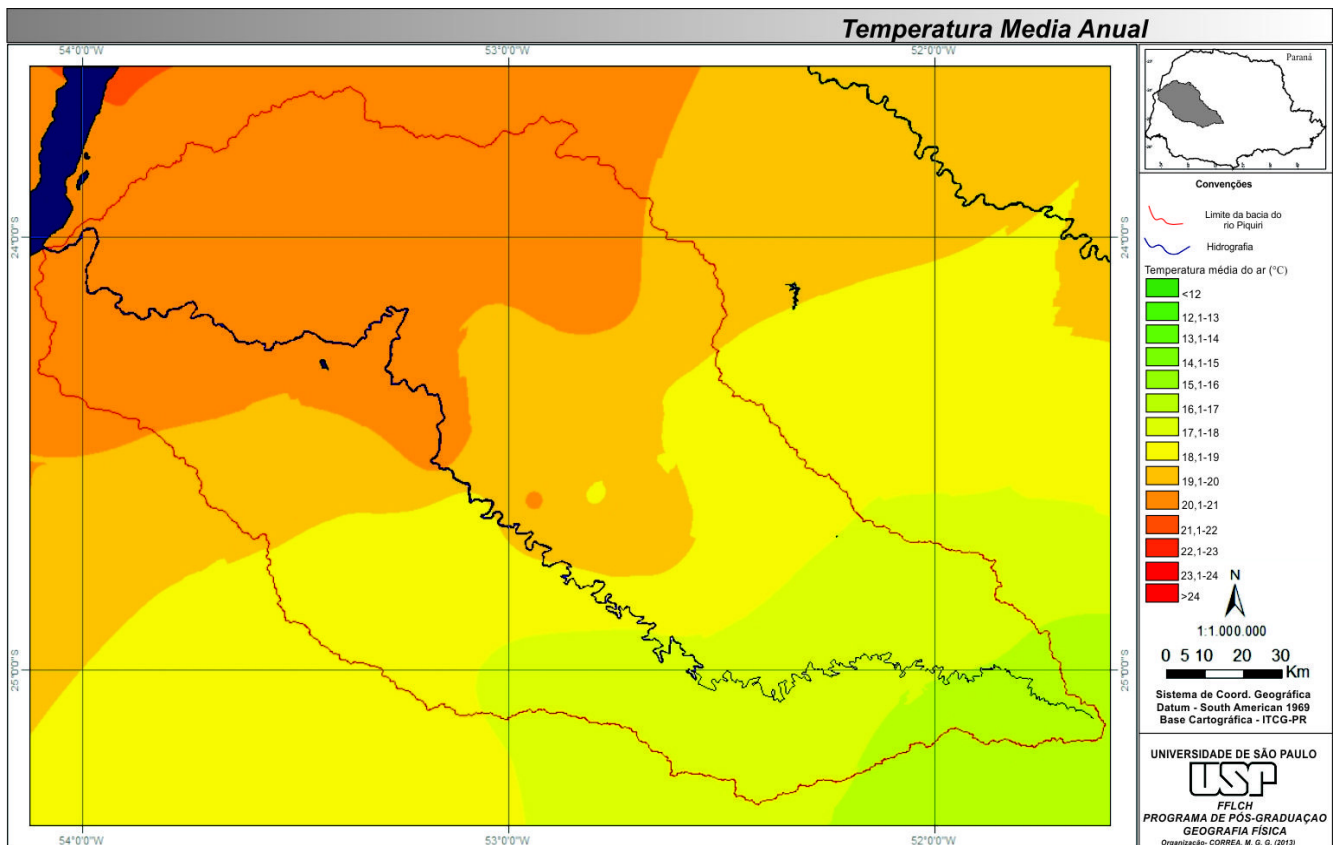 Temperatura Media Anual
54°0'0"W
53°0'0"W
52°0'0"W
24°0'0"S
24°0'0"S
25°0'0"S
25°0'0"S
54°0'0"W
53°0'0"W
52°0'0"W
Paraná
Convenções
Limite da bacia do
rio Piquiri
Hidrografia
Temperatura média do ar (°C)
<12
12,1-13
13,1-14
14,1-15
15,1-16
16,1-17
17,1-18
18,1-19
19,1-20
20,1-21
21,1-22
22,1-23
23,1-24
>24
N
1:1.000.000
0 5 10 20 30
Km
Sistema de Coord. Geográfica
Datum - South American 1969
Base Cartográfica - ITCG-PR
UNIVERSIDADE DE SÃO PAULO
USP
FFLCH
PROGRAMA DE PÓS-GRADUAÇAO
GEOGRAFIA FÍSICA
Organização- CORREA, M. G. G. (2013)